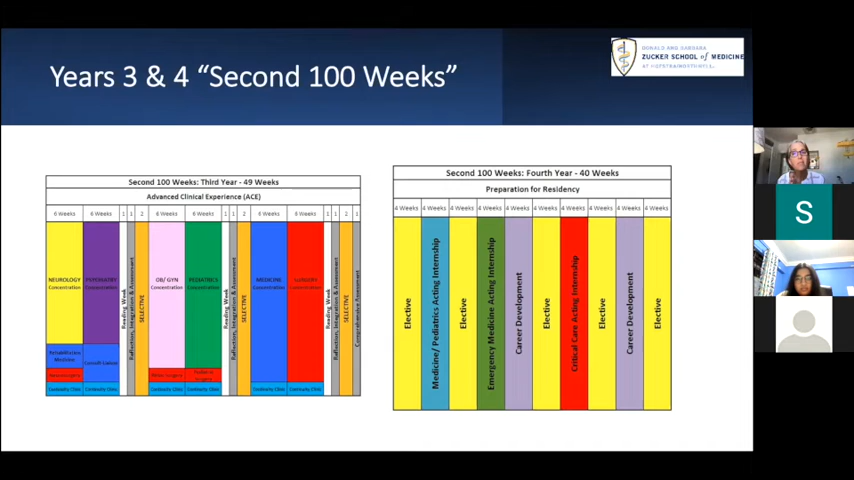 Years 3 & 4 “Second 100 Weeks”
DONALD AND BARBARA
ZUCKER SCHOOL of MEDICINE
AT HOFSTRA/NORTHWELL
Second 100 Weeks: Third Year - 49 Weeks
Advanced Clinical Experience (ACE)
6 Weeks 6 Weeks 1 1 2 6 Weeks 6 Weeks 1 1 2 6 Weeks 6 Weeks 1 1 2 1
NEUROLOGY
Concentration
PSYCHIATRY
Concentration
Reading Week
Reflection, Integration & Assessment
SELECTIVE
OB/ GYN
Concentration
PEDIATRICS
Concentration
Reading Week
Reflection, Integration & Assessment
SELECTIVE
MEDICINE
Concentration
SURGERY
Concentration
Reading Week
Reflection, Integration & Assessment
SELECTIVE
Comprehensive Assessment
Rehabilitation
Medicine
Consult Liaison
Neurosurgery
Pediatric
Surgery
Continuity Clinic Continuity Clinic Continuity Clinic Continuity Clinic Continuity Clinic Continuity Clinic
Second 100 Weeks: Fourth Year - 40 Weeks
Preparation for Residency
4 Weeks 4 Weeks 4 Weeks 4 Weeks 4 Weeks 4 Weeks 4 Weeks 4 Weeks 4 Weeks 4 Weeks
Elective
Medicine/ Pediatrics Acting Internship
Elective
Emergency Medicine Acting Internship
Career Development
Elective
Critical Care Acting Internship
Elective
Career Development
Elective
S